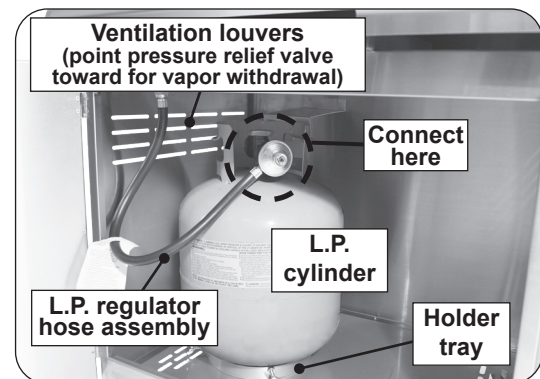 Ventilation louvers
(point pressure relief valve
toward for vapor withdrawal)
Connect
here
L.P.
cylinder
L.P. regulator
hose assembly
Holder
tray